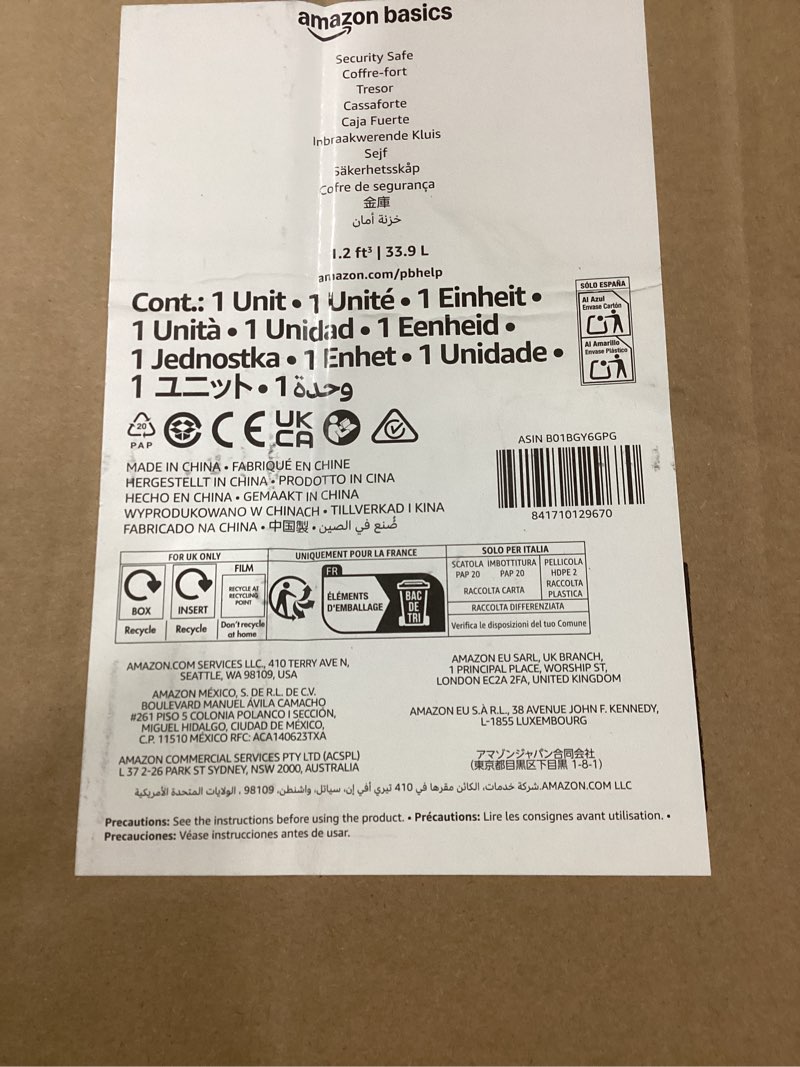 amazon basics
Security Safe
Coffre-fort
Tresor
Cassaforte
Caja Fuerte
Inbraakwerende Kluis
Sejf
Säkerhetsskåp
Cofre de segurança
金庫
خزنة أمان
1.2 ft³ | 33.9 L
amazon.com/pbhelp
Cont.: 1 Unit • 1 Unité • 1 Einheit •
1 Unità • 1 Unidad • 1 Eenheid •
1 Jednostka • 1 Enhet • 1 Unidade •
1 ユニット • 1 وحدة
SÓLO ESPAÑA
Al Azul
Envase Cartón
Al Amarillo
Envase Plástico
20
PAP
CE
UK
CA
ASIN B01BGY6GPG
841710129670
MADE IN CHINA • FABRIQUÉ EN CHINE
HERGESTELLT IN CHINA • PRODOTTO IN CINA
HECHO EN CHINA • GEMAAKT IN CHINA
WYPRODUKOWANO W CHINACH • TILLVERKAD I KINA
FABRICADO NA CHINA • 中国製 • صُنع في الصين
FOR UK ONLY
BOX
Recycle
INSERT
Recycle
FILM
RECYCLE AT
RECYCLING
POINT
Don't recycle
at home
UNIQUEMENT POUR LA FRANCE
FR
ÉLÉMENTS
D'EMBALLAGE
BAC
DE
TRI
SOLO PER ITALIA
SCATOLA IMBOTTITURA PELLICOLA
PAP 20 PAP 20 HDPE 2
RACCOLTA CARTA
RACCOLTA
PLASTICA
RACCOLTA DIFFERENZIATA
Verifica le disposizioni del tuo Comune
AMAZON.COM SERVICES LLC., 410 TERRY AVE N,
SEATTLE, WA 98109, USA
AMAZON MÉXICO, S. DE R.L. DE C.V.
BOULEVARD MANUEL ÁVILA CAMACHO
#261 PISO 5 COLONIA POLANCO I SECCIÓN,
MIGUEL HIDALGO, CIUDAD DE MÉXICO,
C.P. 11510 MÉXICO RFC: ACA140623TXA
AMAZON COMMERCIAL SERVICES PTY LTD (ACSPL)
L 37 2-26 PARK ST SYDNEY, NSW 2000, AUSTRALIA
AMAZON EU SARL, UK BRANCH,
1 PRINCIPAL PLACE, WORSHIP ST,
LONDON EC2A 2FA, UNITED KINGDOM
AMAZON EU S.À R.L., 38 AVENUE JOHN F. KENNEDY,
L-1855 LUXEMBOURG
アマゾンジャパン合同会社
(東京都目黒区下目黒 1-8-1)
AMAZON.COM LLC.شركة خدمات، الكائن مقرها في 410 تيري أفي إن، سياتل، واشنطن، 98109 ، الولايات المتحدة الأمريكية
Precautions: See the instructions before using the product. • Précautions: Lire les consignes avant utilisation. •
Precauciones: Véase instrucciones antes de usar.